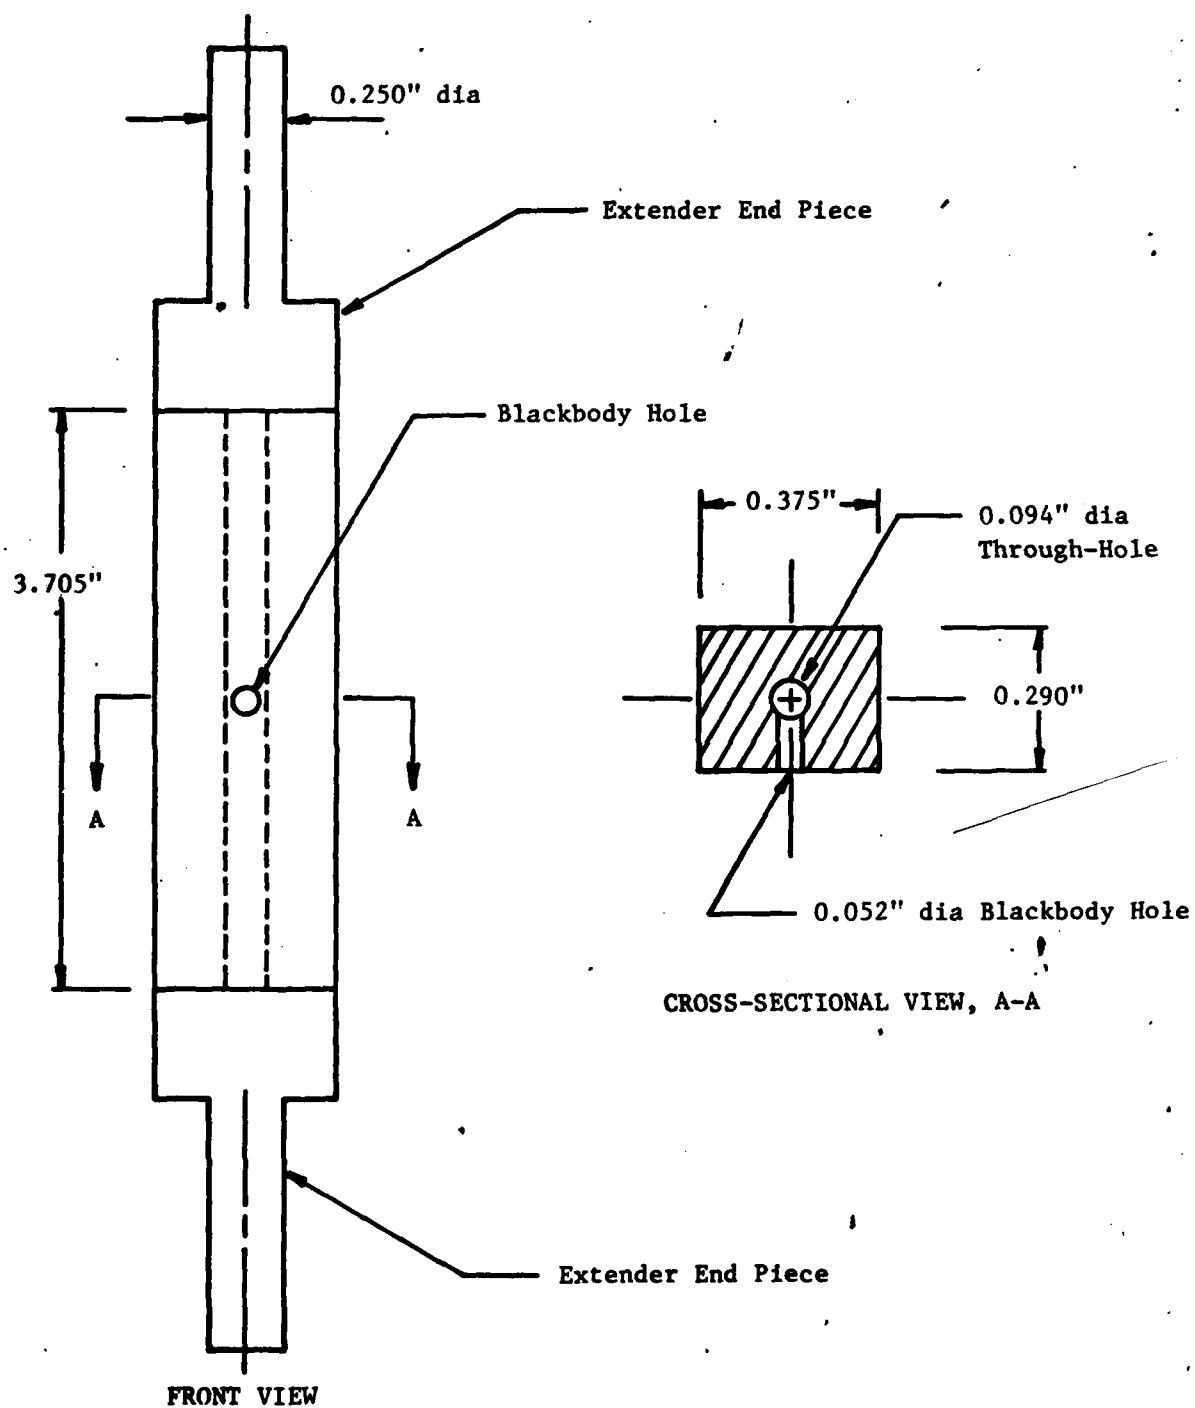 0.250" dia
Extender End Piece
Blackbody Hole
3.705"
A
A
Extender End Piece
FRONT VIEW
0.375"
0.094" dia
Through-Hole
0.290"
0.052" dia Blackbody Hole
CROSS-SECTIONAL VIEW, A-A